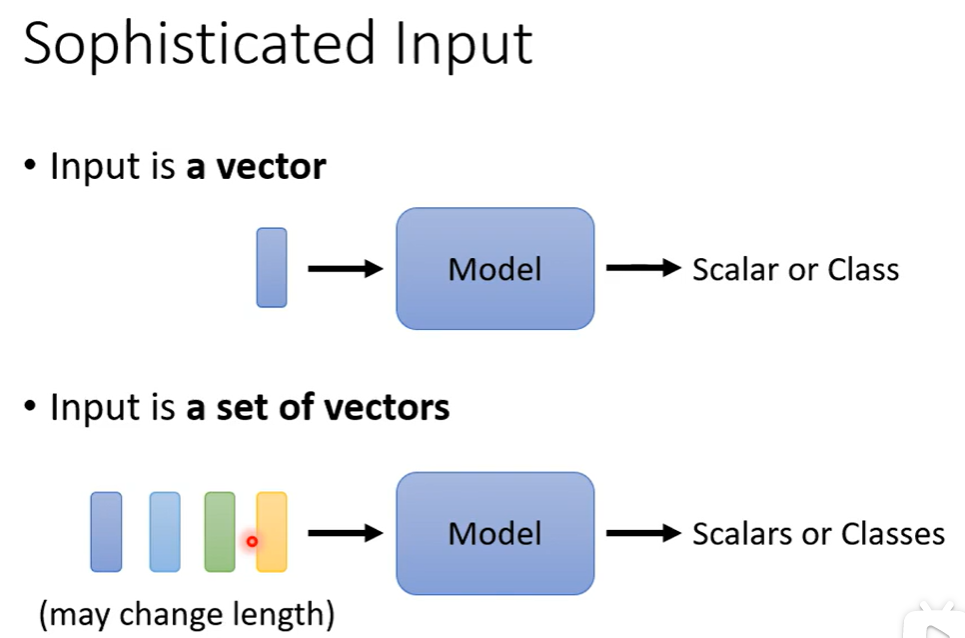 Sophisticated Input
• Input is a vector
Model
Scalar or Class
• Input is a set of vectors
Model
Scalars or Classes
(may change length)